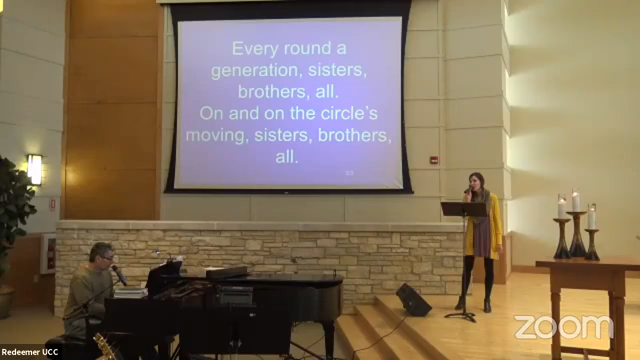 Every round a
generation, sisters,
brothers, all.
On and on the circle's
moving, sisters, brothers,
all.
Redeemer UCC
zoom